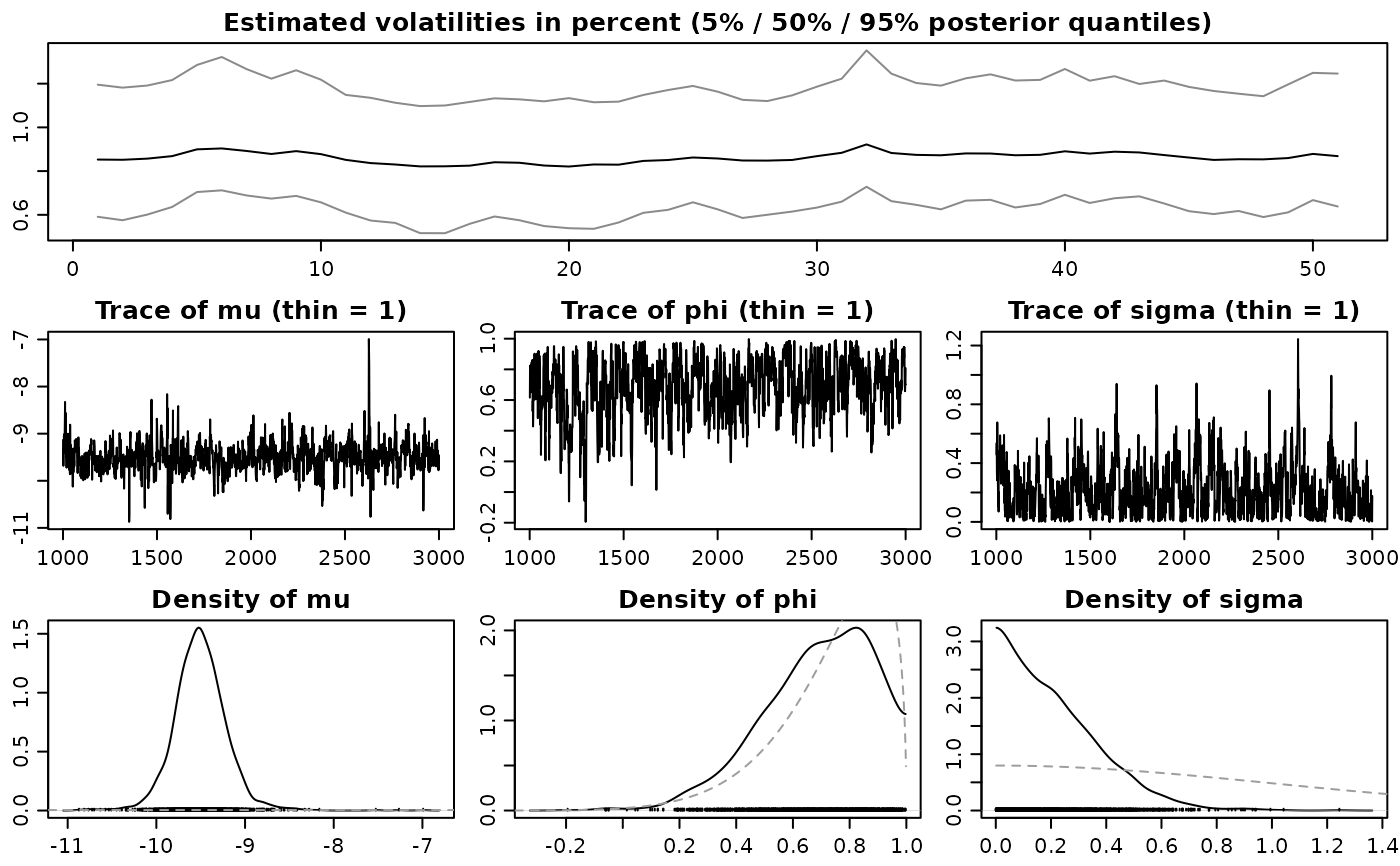 Estimated volatilities in percent (5% / 50% / 95% posterior quantiles)
1.0
0.6
0 10 20 30 40 50
Trace of mu (thin = 1) Trace of phi (thin = 1) Trace of sigma (thin = 1)
-7
-8
-9
-11
1000 1500 2000 2500 3000
1.0
0.6
0.2
-0.2
1000 1500 2000 2500 3000
1.2
0.8
0.4
0.0
1000 1500 2000 2500 3000
Density of mu Density of phi Density of sigma
1.5
1.0
0.5
0.0
-11 -10 -9 -8 -7
2.0
1.0
0.0
-0.2 0.2 0.4 0.6 0.8 1.0
3.0
2.0
1.0
0.0
0.0 0.2 0.4 0.6 0.8 1.0 1.2 1.4